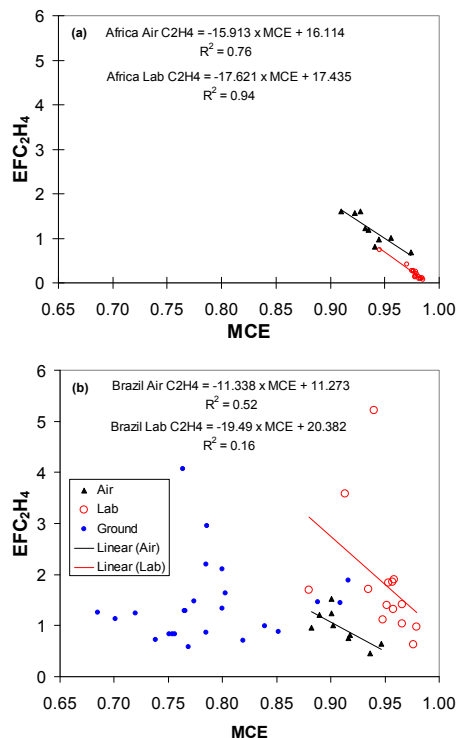 (a) Africa Air C2H4 = -15.913 x MCE + 16.114
R² = 0.76
Africa Lab C2H4 = -17.621 x MCE + 17.435
R² = 0.94
EFC₂H₄
6
5
4
3
2
1
0
0.65 0.70 0.75 0.80 0.85 0.90 0.95 1.00
MCE
(b) Brazil Air C2H4 = -11.338 x MCE + 11.273
R² = 0.52
Brazil Lab C2H4 = -19.49 x MCE + 20.382
R² = 0.16
Air
Lab
Ground
Linear (Air)
Linear (Lab)
EFC₂H₄
6
5
4
3
2
1
0
0.65 0.70 0.75 0.80 0.85 0.90 0.95 1.00
MCE